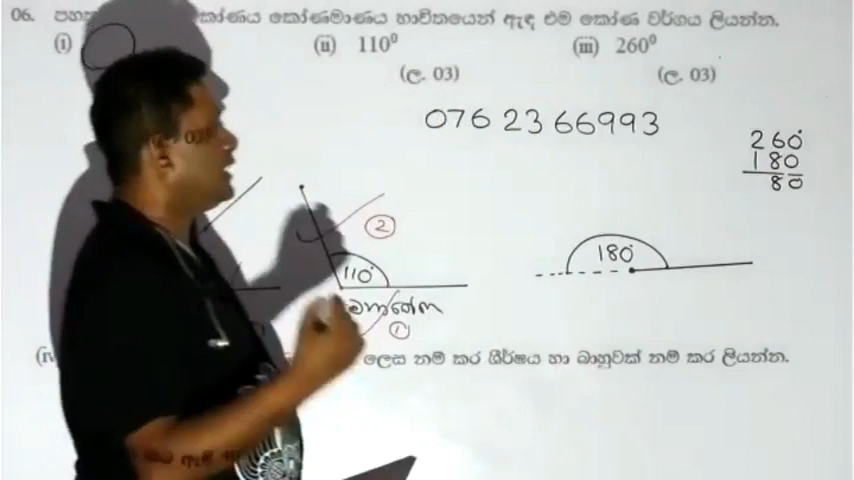 06. කෝණය කෝණමානය භාවිතයෙන් ඇඳ එම කෝණ වර්ගය ලියන්න.
(i) (ii) 110⁰ (iii) 260⁰
(ල. 03) (ල. 03)
076 23 66993
260
180
80
2
110°
180°
1
ලෙස නම් කර ශීර්ෂය හා බාහුවක් නම් කර ලියන්න.